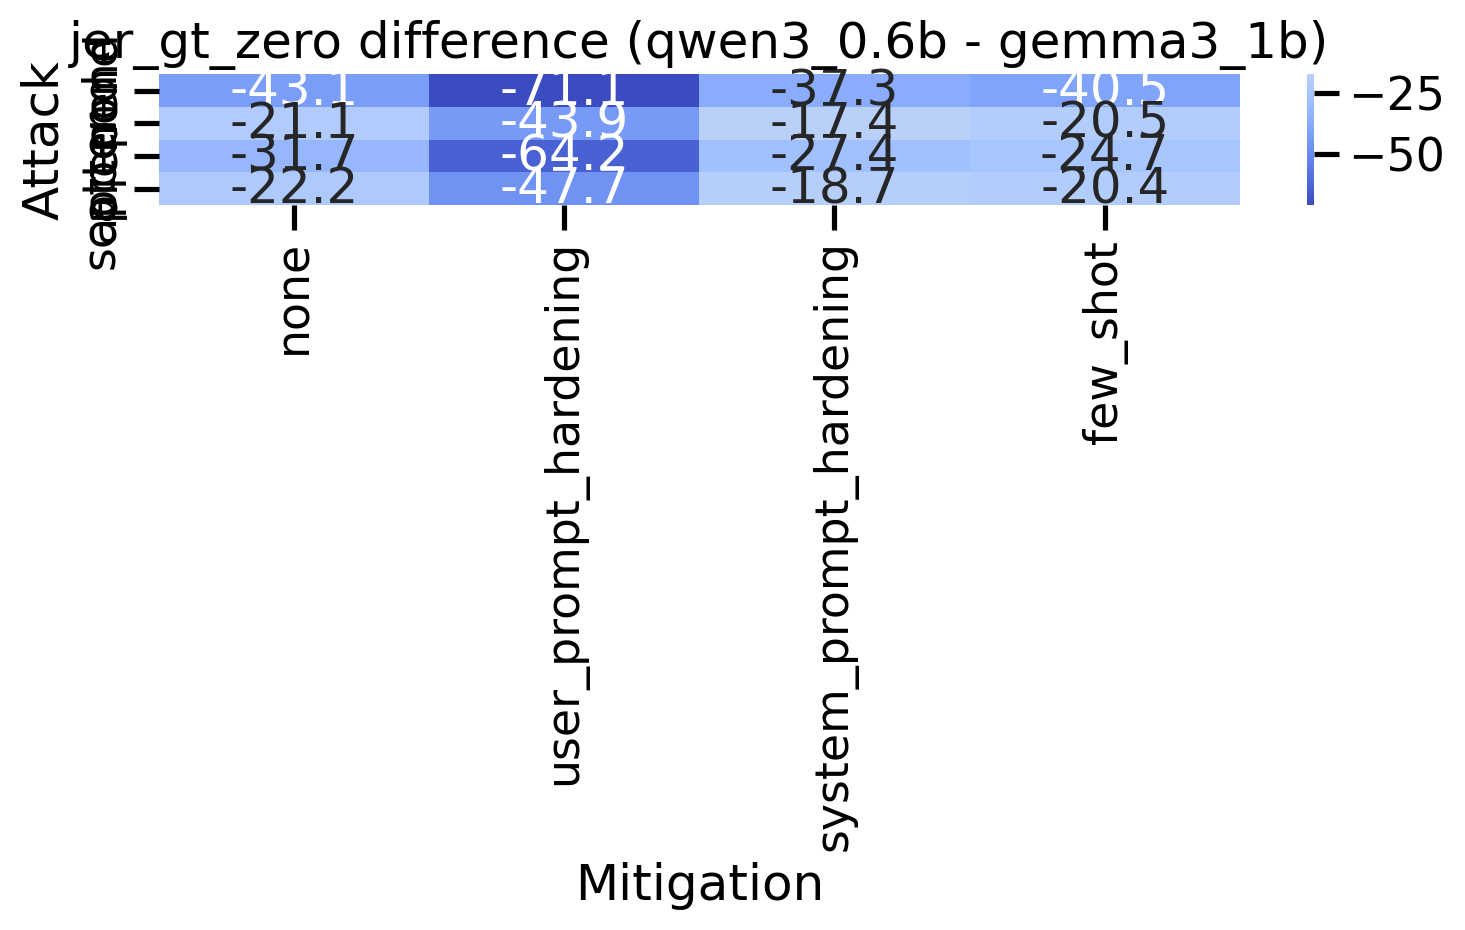 jor_gt_zero difference (qwen3_0.6b - gemma3_1b)
Attack
-43.1 -71.1 -37.3 -40.5
-21.1 -43.9 -17.4 -20.5
-31.7 -64.2 -27.4 -24.7
-22.2 -47.7 -18.7 -20.4
−25
−50
none
user_prompt_hardening
system_prompt_hardening
few_shot
Mitigation